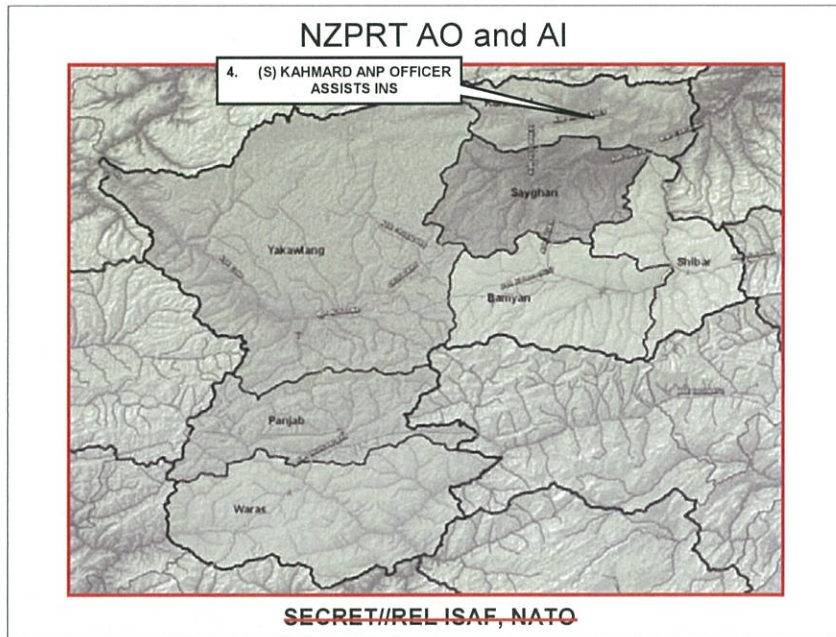 NZPRT AO and AI
4. (S) KAHMARD ANP OFFICER
ASSISTS INS
Sayghan
Yakawlang
Shibar
Bamyan
Panjab
Waras
SECRET//REL ISAF, NATO